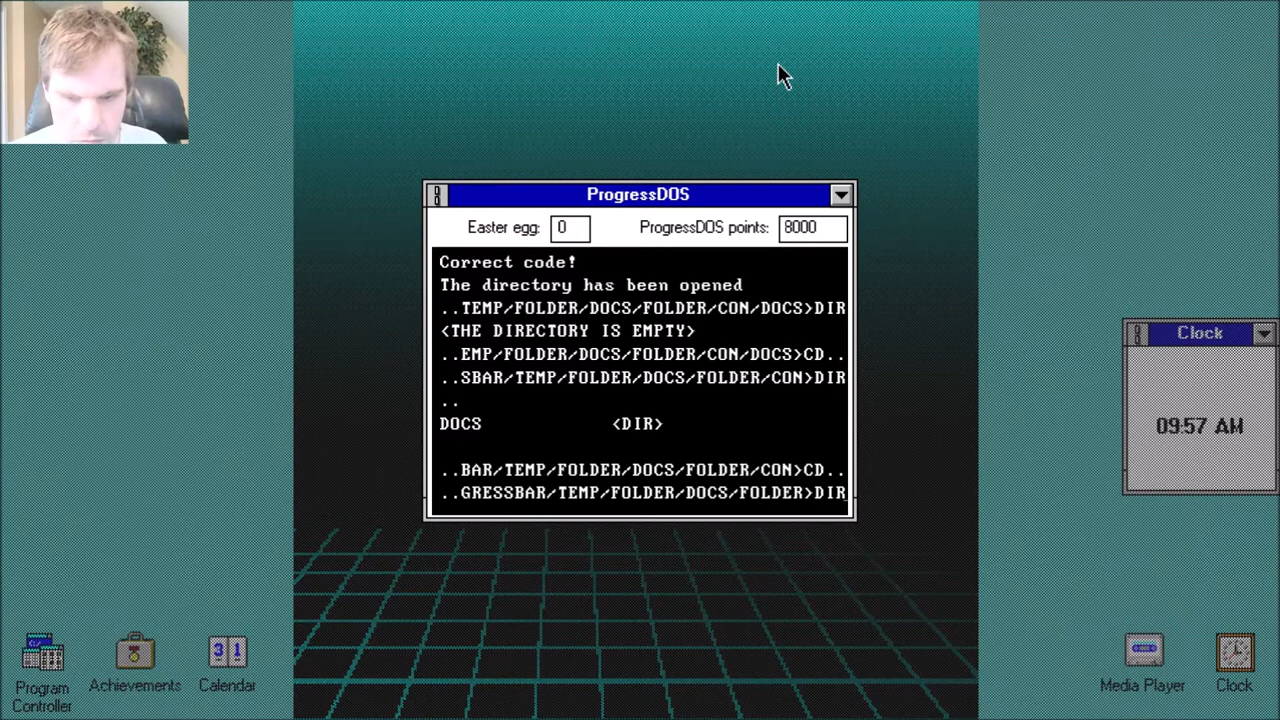 ProgressDOS
Easter egg: 0 ProgressDOS points: 8000
Correct code!
The directory has been opened
..TEMP/FOLDER/DOCS/FOLDER/CON/DOCS>DIR
<THE DIRECTORY IS EMPTY>
..EMP/FOLDER/DOCS/FOLDER/CON/DOCS>CD..
..SBAR/TEMP/FOLDER/DOCS/FOLDER/CON>DIR
..
DOCS <DIR>
..BAR/TEMP/FOLDER/DOCS/FOLDER/CON>CD..
..GRESSBAR/TEMP/FOLDER/DOCS/FOLDER>DIR_
Clock
09:57 AM
C:/
31
Program
Controller
Achievements
Calendar
Media Player
Clock